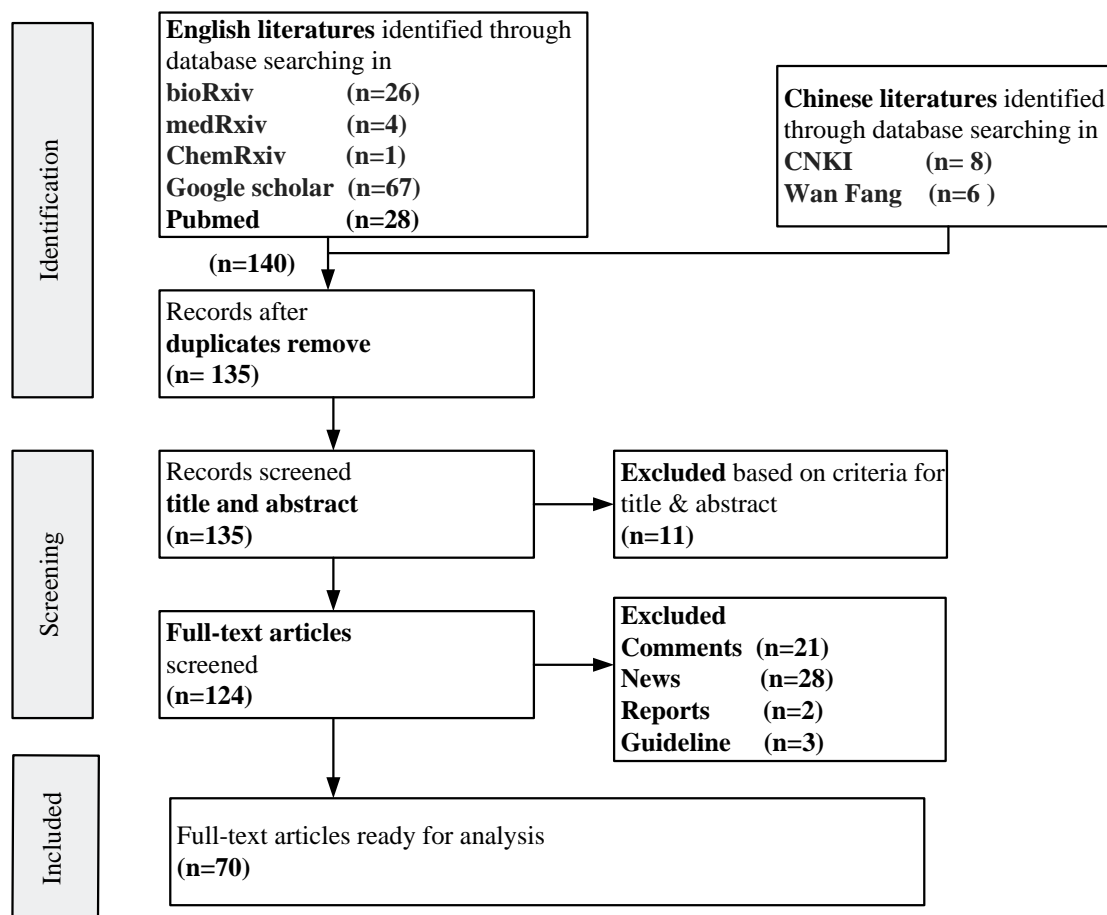 Identification
English literatures identified through
database searching in
bioRxiv (n=26)
medRxiv (n=4)
ChemRxiv (n=1)
Google scholar (n=67)
Pubmed (n=28)
Chinese literatures identified
through database searching in
CNKI (n= 8)
Wan Fang (n=6 )
(n=140)
Records after
duplicates remove
(n= 135)
Screening
Records screened
title and abstract
(n=135)
Excluded based on criteria for
title & abstract
(n=11)
Full-text articles
screened
(n=124)
Excluded
Comments (n=21)
News (n=28)
Reports (n=2)
Guideline (n=3)
Included
Full-text articles ready for analysis
(n=70)